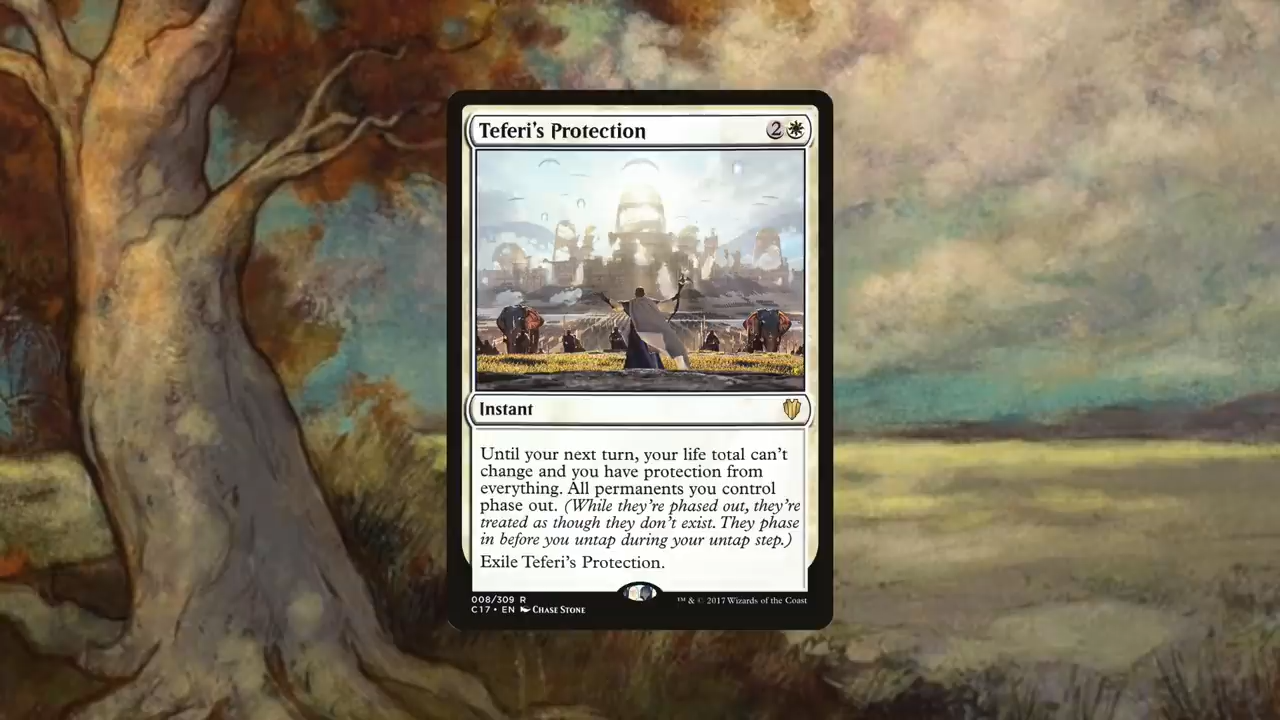 Teferi's Protection 2
Instant
Until your next turn, your life total can't
change and you have protection from
everything. All permanents you control
phase out. (While they're phased out, they're
treated as though they don't exist. They phase
in before you untap during your untap step.)
Exile Teferi's Protection.
008/309 R
C17 • EN CHASE STONE
™ & © 2017 Wizards of the Coast